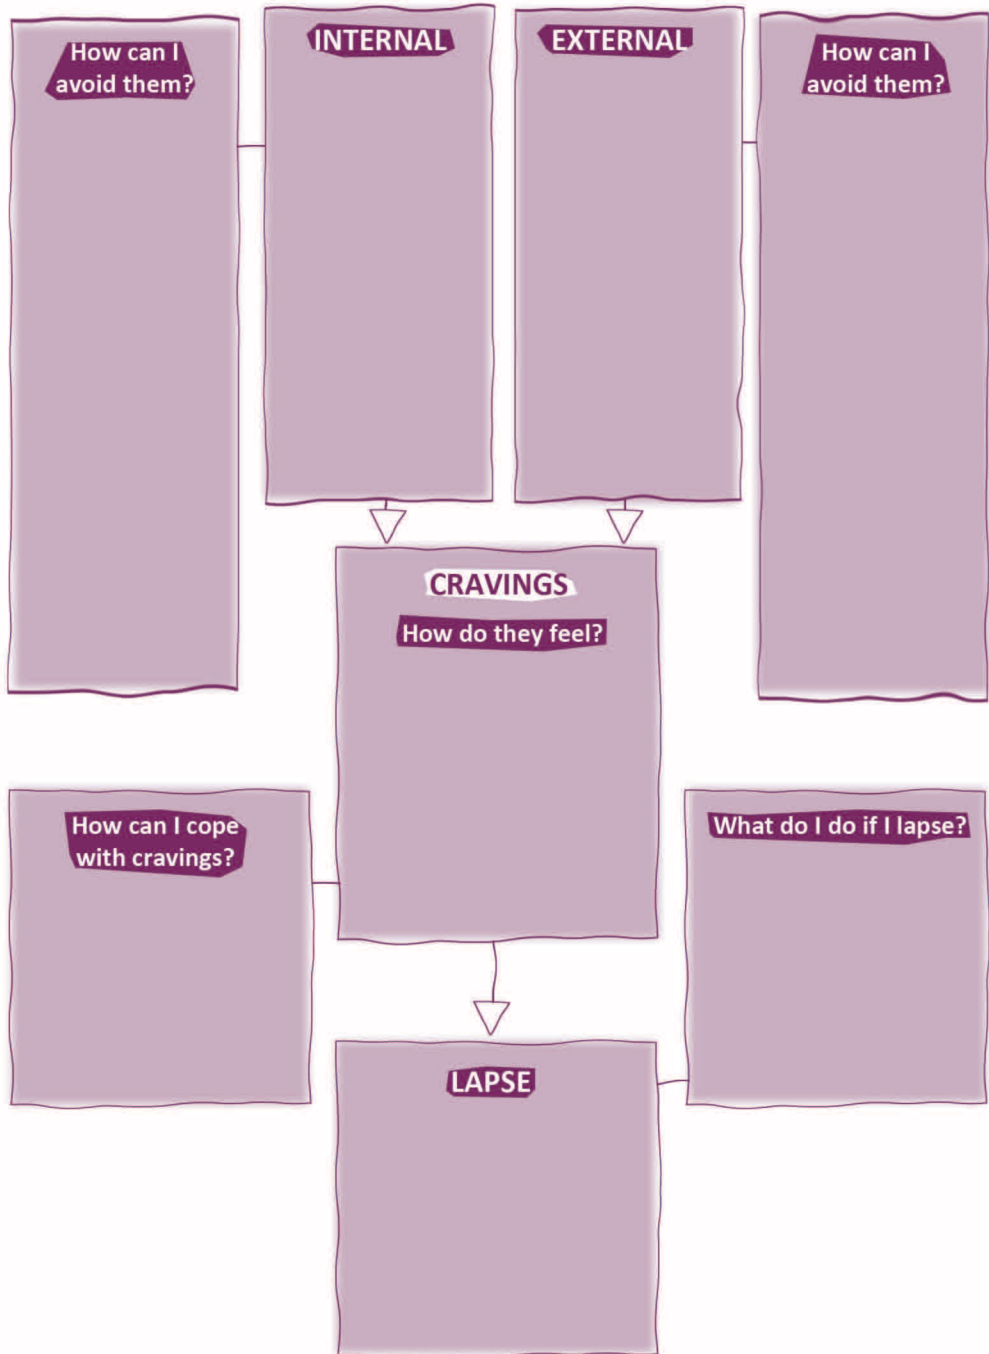 How can I
avoid them?
INTERNAL
EXTERNAL
How can I
avoid them?
CRAVINGS
How do they feel?
How can I cope
with cravings?
What do I do if I lapse?
LAPSE